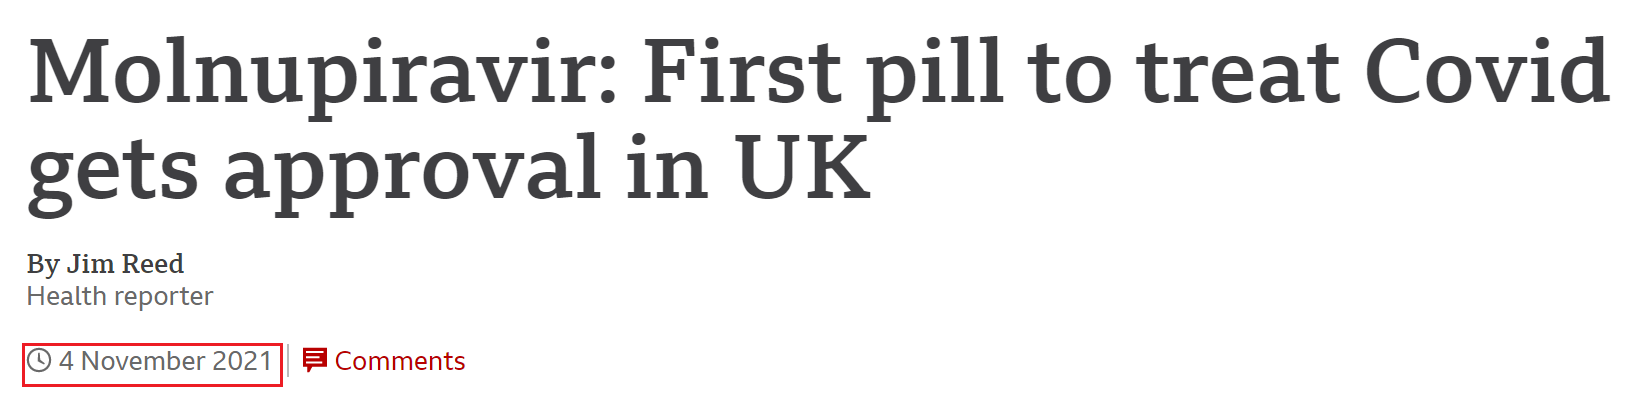 Molnupiravir: First pill to treat Covid
gets approval in UK
By Jim Reed
Health reporter
4 November 2021
Comments